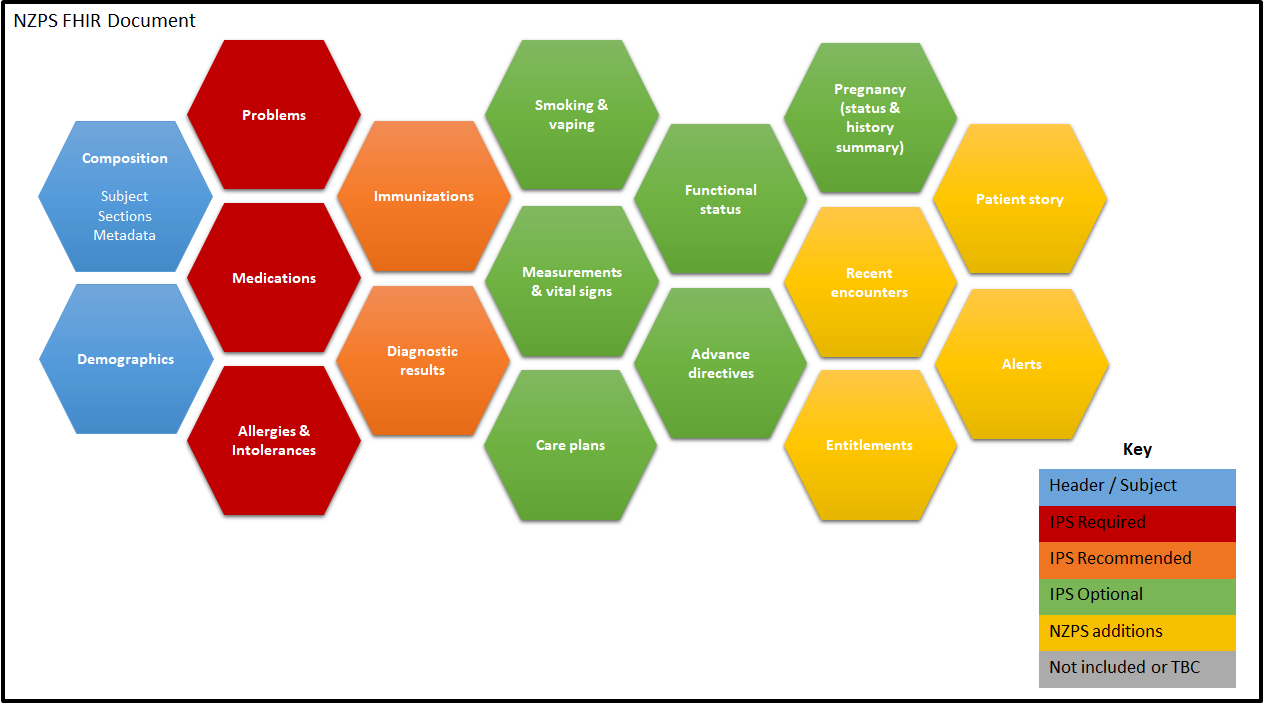 NZPS FHIR Document
Composition
Subject
Sections
Metadata
Demographics
Problems
Medications
Allergies &
Intolerances
Immunizations
Diagnostic
results
Smoking &
vaping
Measurements
& vital signs
Care plans
Functional
status
Advance
directives
Pregnancy
(status &
history
summary)
Recent
encounters
Entitlements
Patient story
Alerts
Key
Header / Subject
IPS Required
IPS Recommended
IPS Optional
NZPS additions
Not included or TBC